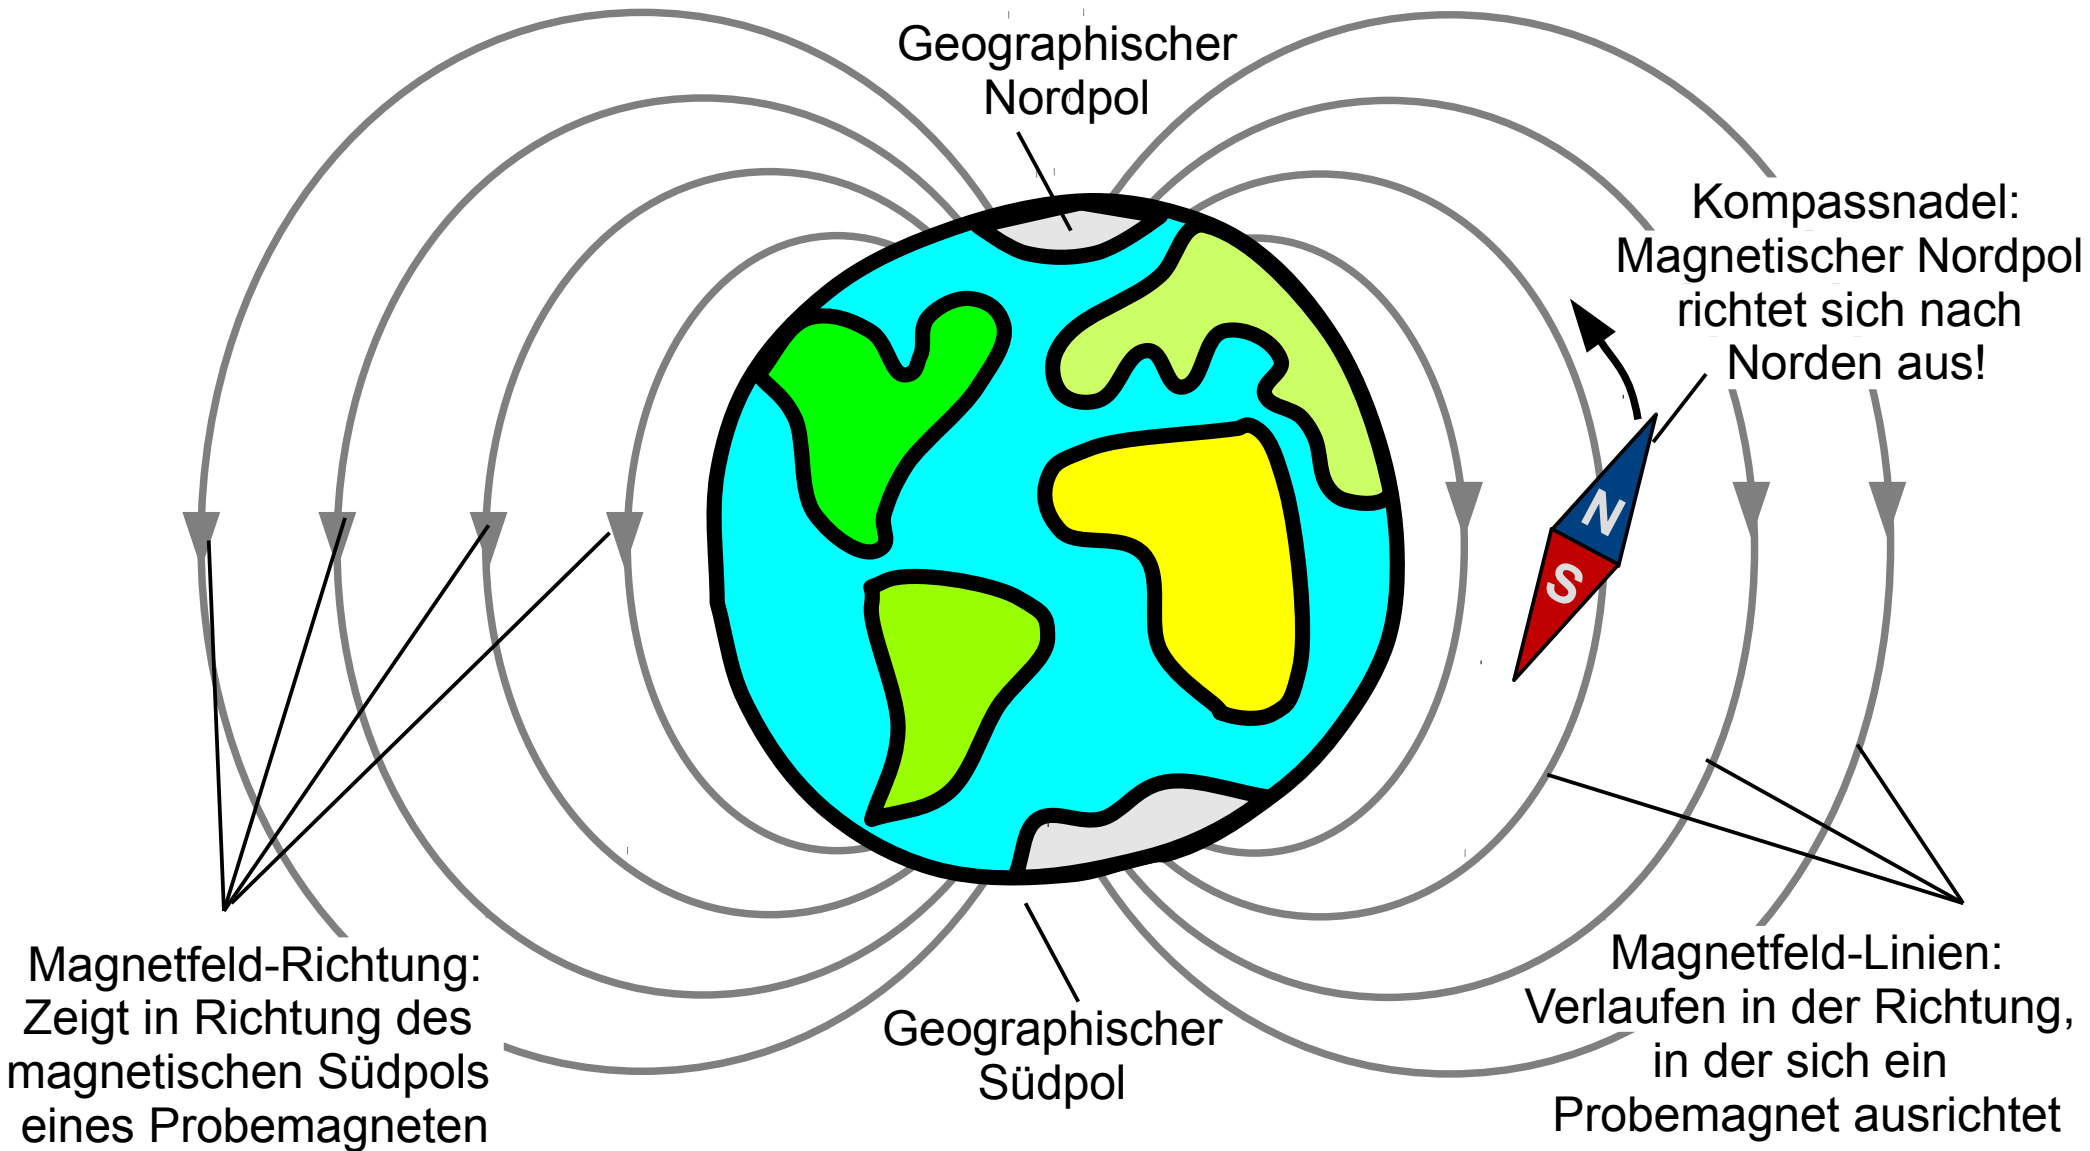 Geographischer
Nordpol
Kompassnadel:
Magnetischer Nordpol
richtet sich nach
Norden aus!
N
S
Magnetfeld-Richtung:
Zeigt in Richtung des
magnetischen Südpols
eines Probemagneten
Geographischer
Südpol
Magnetfeld-Linien:
Verlaufen in der Richtung,
in der sich ein
Probemagnet ausrichtet